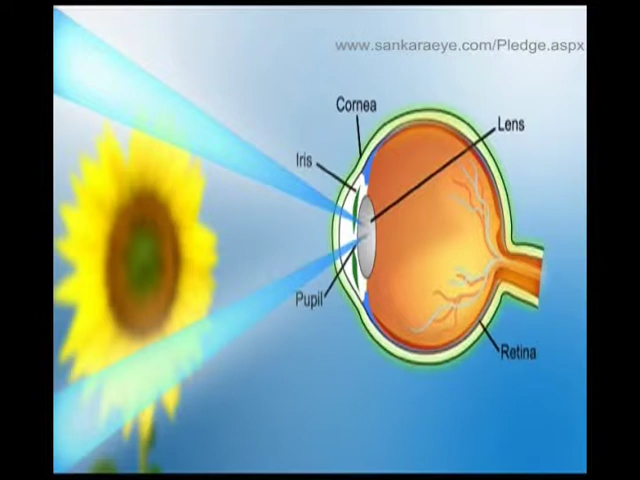 www.sankaraeye.com/Pledge.aspx
Cornea
Lens
Iris
Pupil
Retina